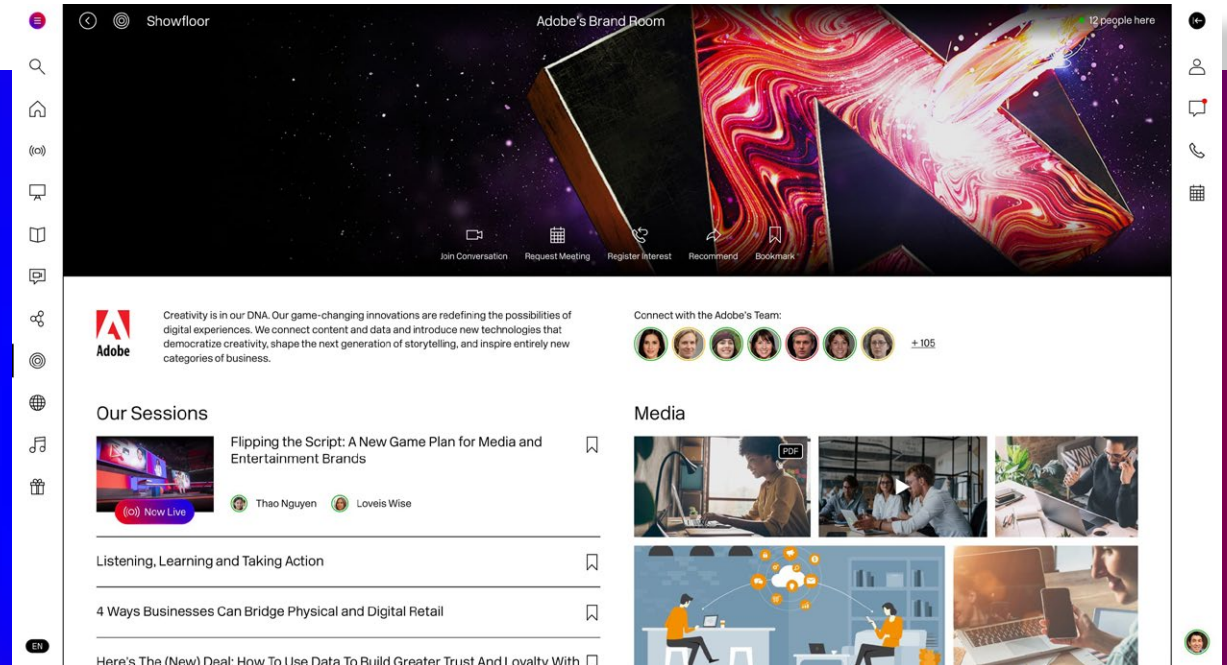 Showfloor
Adobe's Brand Room
12 people here
Join Conversation
Request Meeting
Register Interest
Recommend
Bookmark
Adobe
Creativity is in our DNA. Our game-changing innovations are redefining the possibilities of
digital experiences. We connect content and data and introduce new technologies that
democratize creativity, shape the next generation of storytelling, and inspire entirely new
categories of business.
Connect with the Adobe's Team:
+ 105
Our Sessions
Flipping the Script: A New Game Plan for Media and
Entertainment Brands
Thao Nguyen
Loveis Wise
Now Live
Listening, Learning and Taking Action
4 Ways Businesses Can Bridge Physical and Digital Retail
Here's The (New) Deal: How To Use Data To Build Greater Trust And Loyalty With
Media
PDF
EN